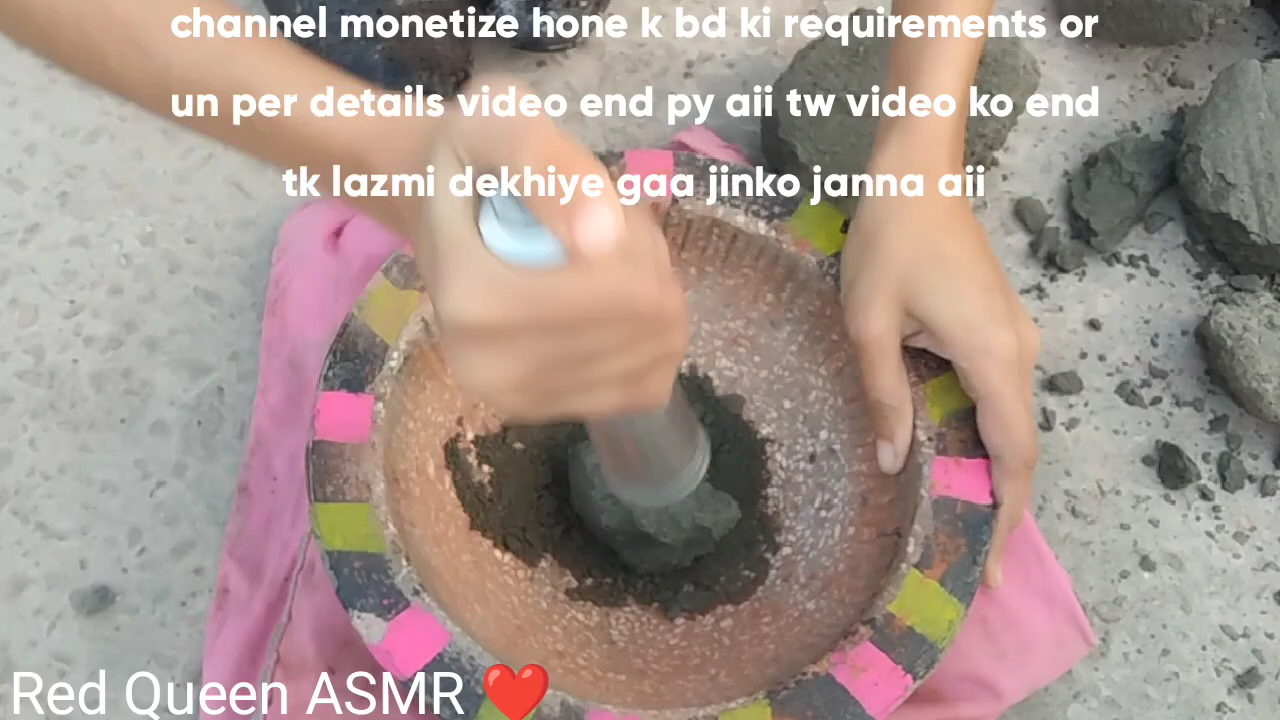 channel monetize hone k bd ki requirements or
un per details video end py aii tw video ko end
tk lazmi dekhiye gaa jinko janna aii
Red Queen ASMR ❤️